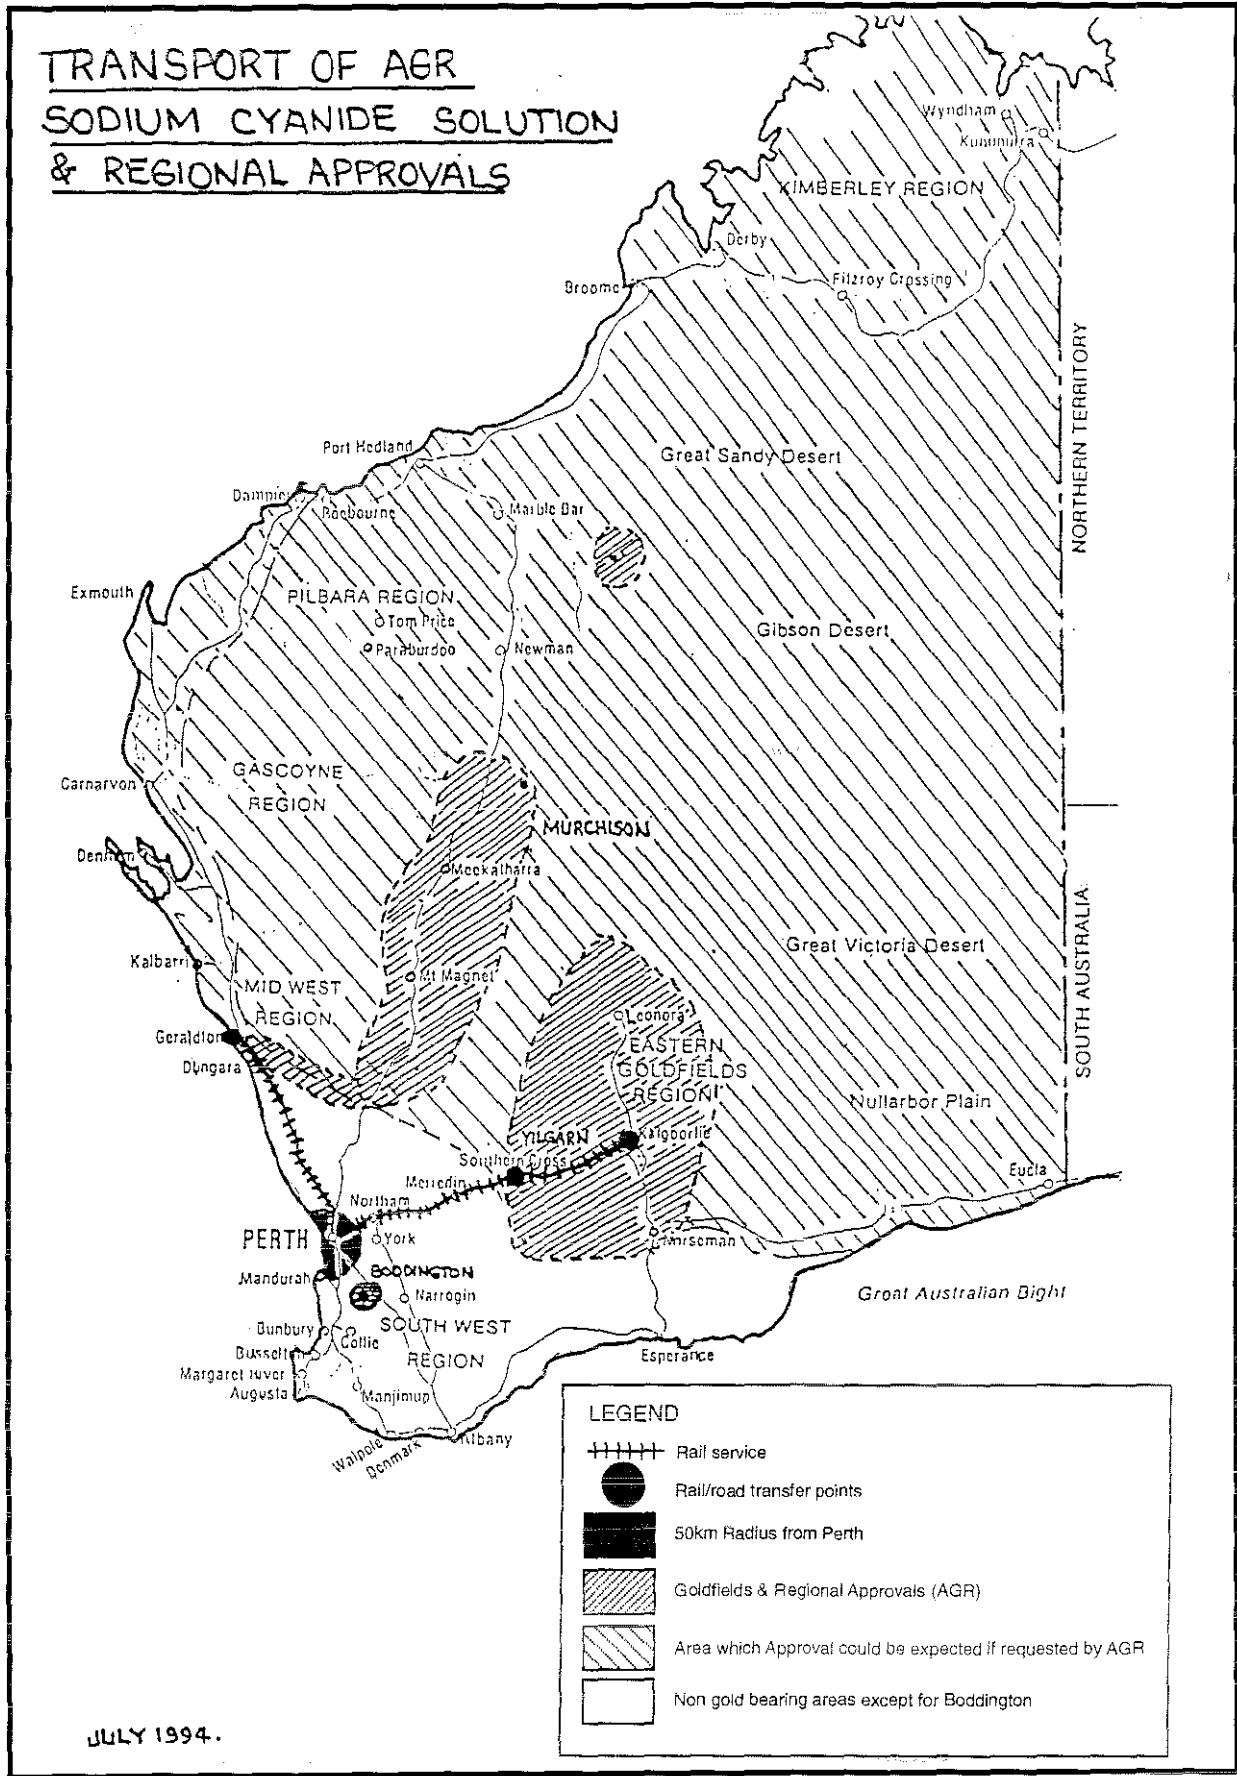 TRANSPORT OF AGR
SODIUM CYANIDE SOLUTION
& REGIONAL APPROVALS
Wyndham
Kununurra
KIMBERLEY REGION
Derby
Broome
Fitzroy Crossing
NORTHERN TERRITORY
Port Hedland
Great Sandy Desert
Dampier
Roebourne
Marble Bar
Exmouth
PILBARA REGION
Tom Price
Paraburdoo
Newman
Gibson Desert
GASCOYNE
REGION
Carnarvon
MURCHISON
Denham
Meekatharra
Great Victoria Desert
Kalbarri
Mt Magnet
MID WEST
REGION
SOUTH AUSTRALIA
Leonora
Geraldton
EASTERN
GOLDFIELDS
REGION
Dongara
Nullarbor Plain
YILGARN
Kalgoorlie
Southern Cross
Merredin
Eucla
Northam
PERTH
York
Norseman
BODDINGTON
Mandurah
Narrogin
Great Australian Bight
Bunbury
Collie
SOUTH WEST
REGION
Busselton
Esperance
Margaret River
Augusta
Manjimup
Walpole
Denmark
Albany
LEGEND
Rail service
Rail/road transfer points
50km Radius from Perth
Goldfields & Regional Approvals (AGR)
Area which Approval could be expected if requested by AGR
Non gold bearing areas except for Boddington
JULY 1994.